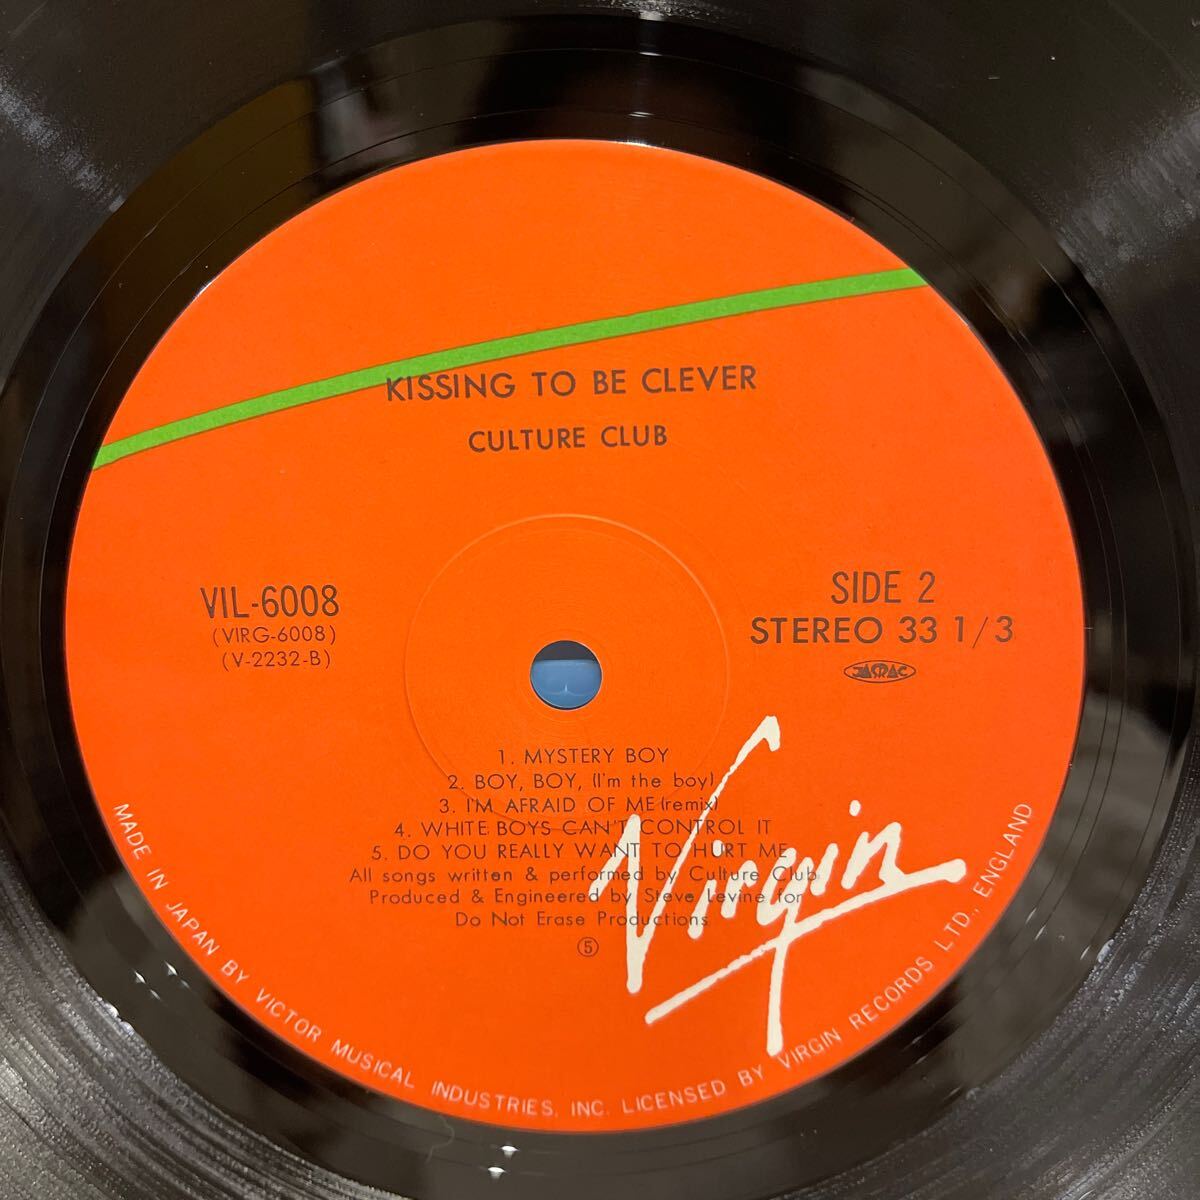 KISSING TO BE CLEVER
CULTURE CLUB
VIL-6008
(VIRG-6008)
(V-2232-B)
SIDE 2
STEREO 33 1/3
JASRAC
1. MYSTERY BOY
2. BOY, BOY, (I'm the boy)
3. I'M AFRAID OF ME (remix)
4. WHITE BOYS CAN'T CONTROL IT
5. DO YOU REALLY WANT TO HURT ME
All songs written & performed by Culture Club
Produced & Engineered by Steve Levine for
Do Not Erase Productions
⑤
Virgin
MADE IN JAPAN BY VICTOR MUSICAL INDUSTRIES, INC. LICENSED BY VIRGIN RECORDS LTD., ENGLAND